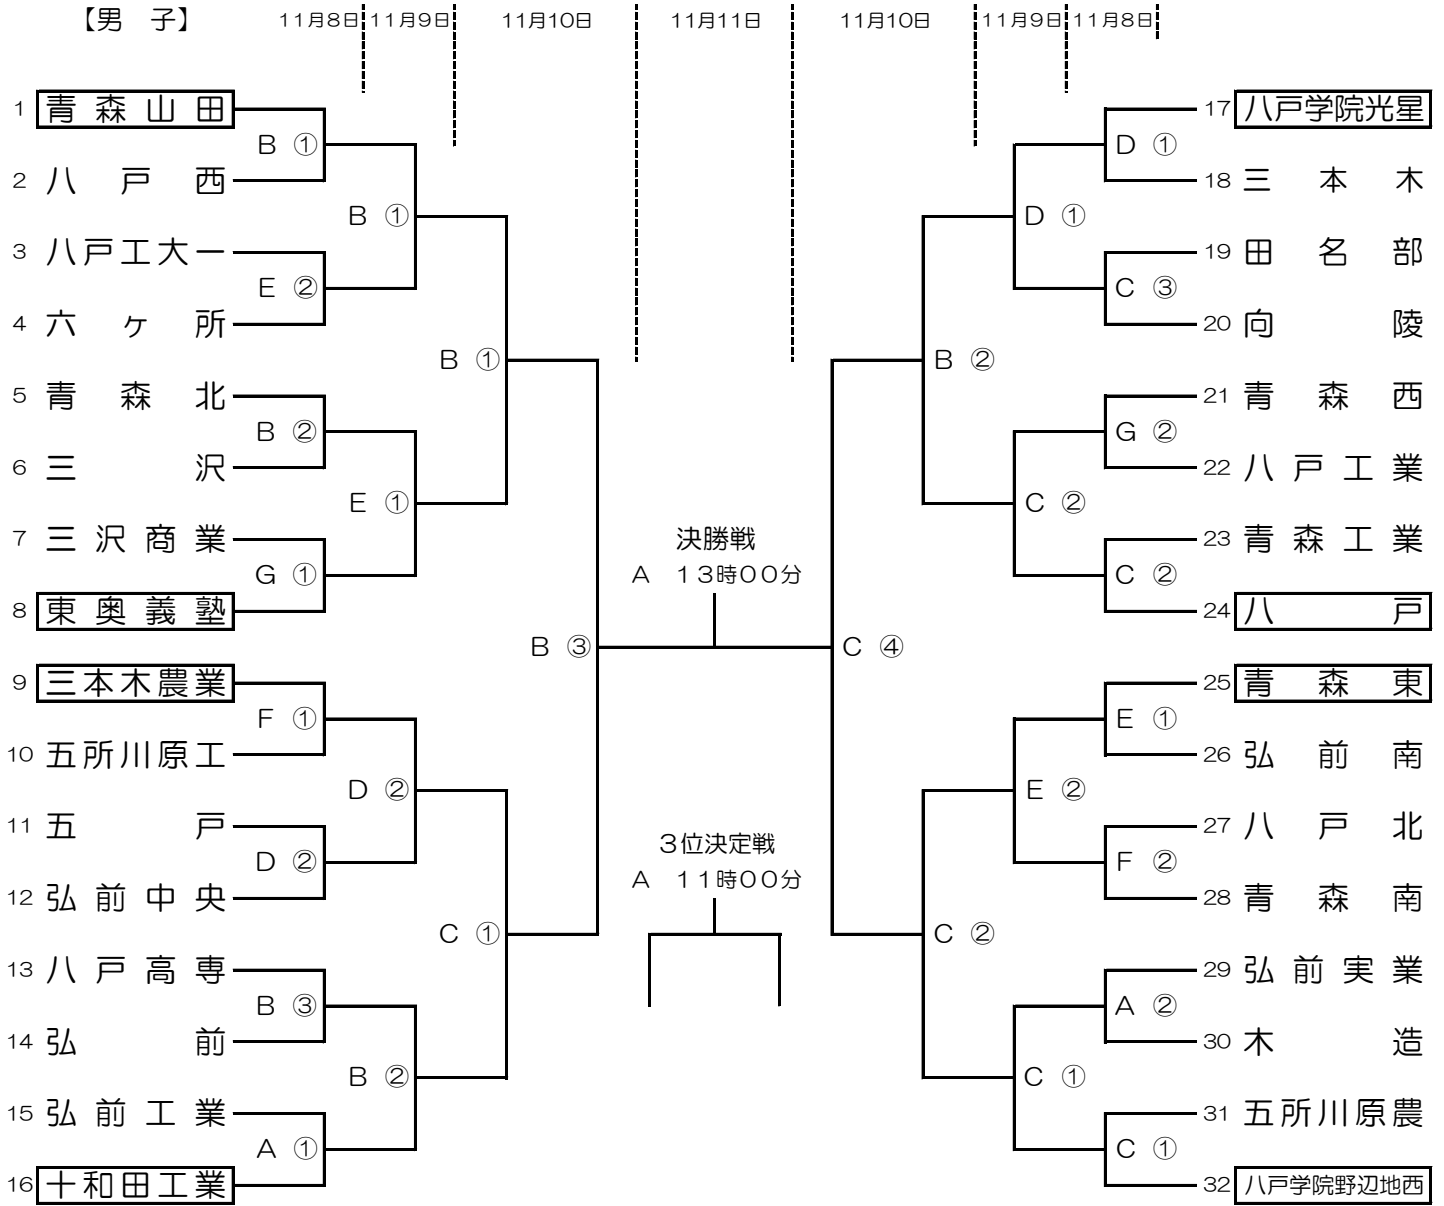 【男　子】 11月8日 11月9日 11月10日 11月11日 11月10日 11月9日 11月8日
1 青森山田
B ①
2 八戸西
B ①
3 八戸工大一
E ②
4 六ヶ所
B ①
5 青森北
B ②
6 三沢
E ①
7 三沢商業
G ①
8 東奥義塾
B ③
9 三本木農業
F ①
10 五所川原工
D ②
11 五戸
D ②
12 弘前中央
C ①
13 八戸高専
B ③
14 弘前
B ②
15 弘前工業
A ①
16 十和田工業
決勝戦
A　１３時００分
３位決定戦
A　１１時００分
17 八戸学院光星
D ①
18 三本木
D ①
19 田名部
C ③
20 向陵
B ②
21 青森西
G ②
22 八戸工業
C ②
23 青森工業
C ②
24 八戸
C ④
25 青森東
E ①
26 弘前南
E ②
27 八戸北
F ②
28 青森南
C ②
29 弘前実業
A ②
30 木造
C ①
31 五所川原農
C ①
32 八戸学院野辺地西